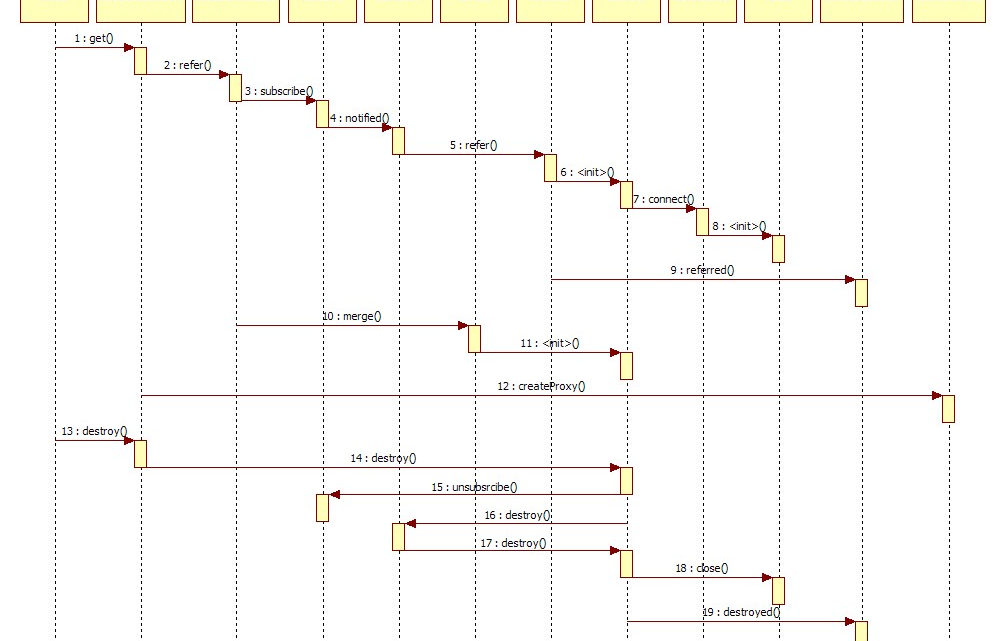 1 : get()
2 : refer()
3 : subscribe()
4 : notified()
5 : refer()
6 : <init>()
7 : connect()
8 : <init>()
9 : referred()
10 : merge()
11 : <init>()
12 : createProxy()
13 : destroy()
14 : destroy()
15 : unsubsrcibe()
16 : destroy()
17 : destroy()
18 : close()
19 : destroyed()